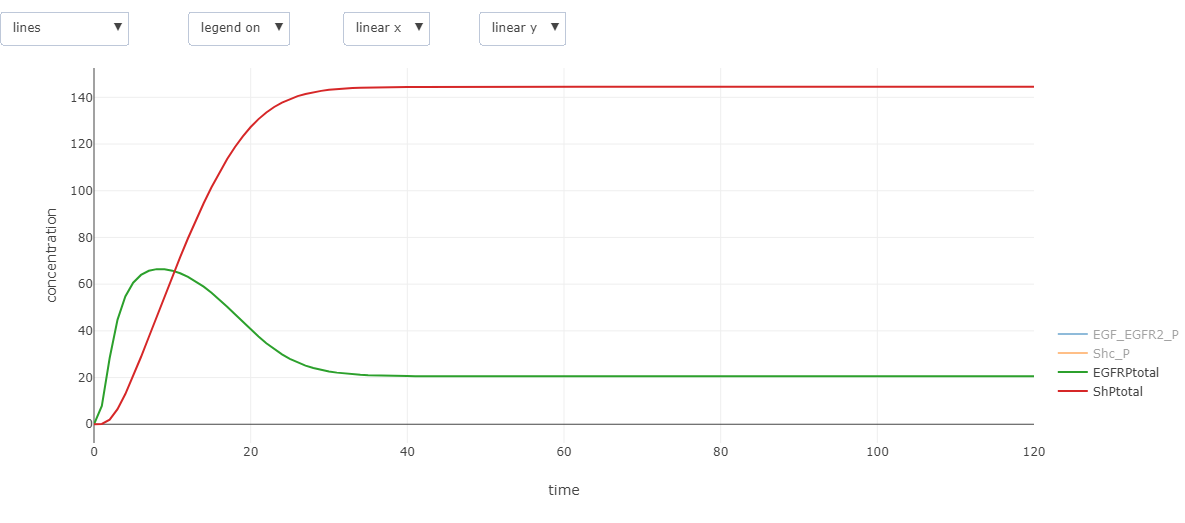 lines ▼ legend on ▼ linear x ▼ linear y ▼
140
120
100
80
60
40
20
0
concentration
0 20 40 60 80 100 120
time
EGF_EGFR2_P
Shc_P
EGFRPtotal
ShPtotal